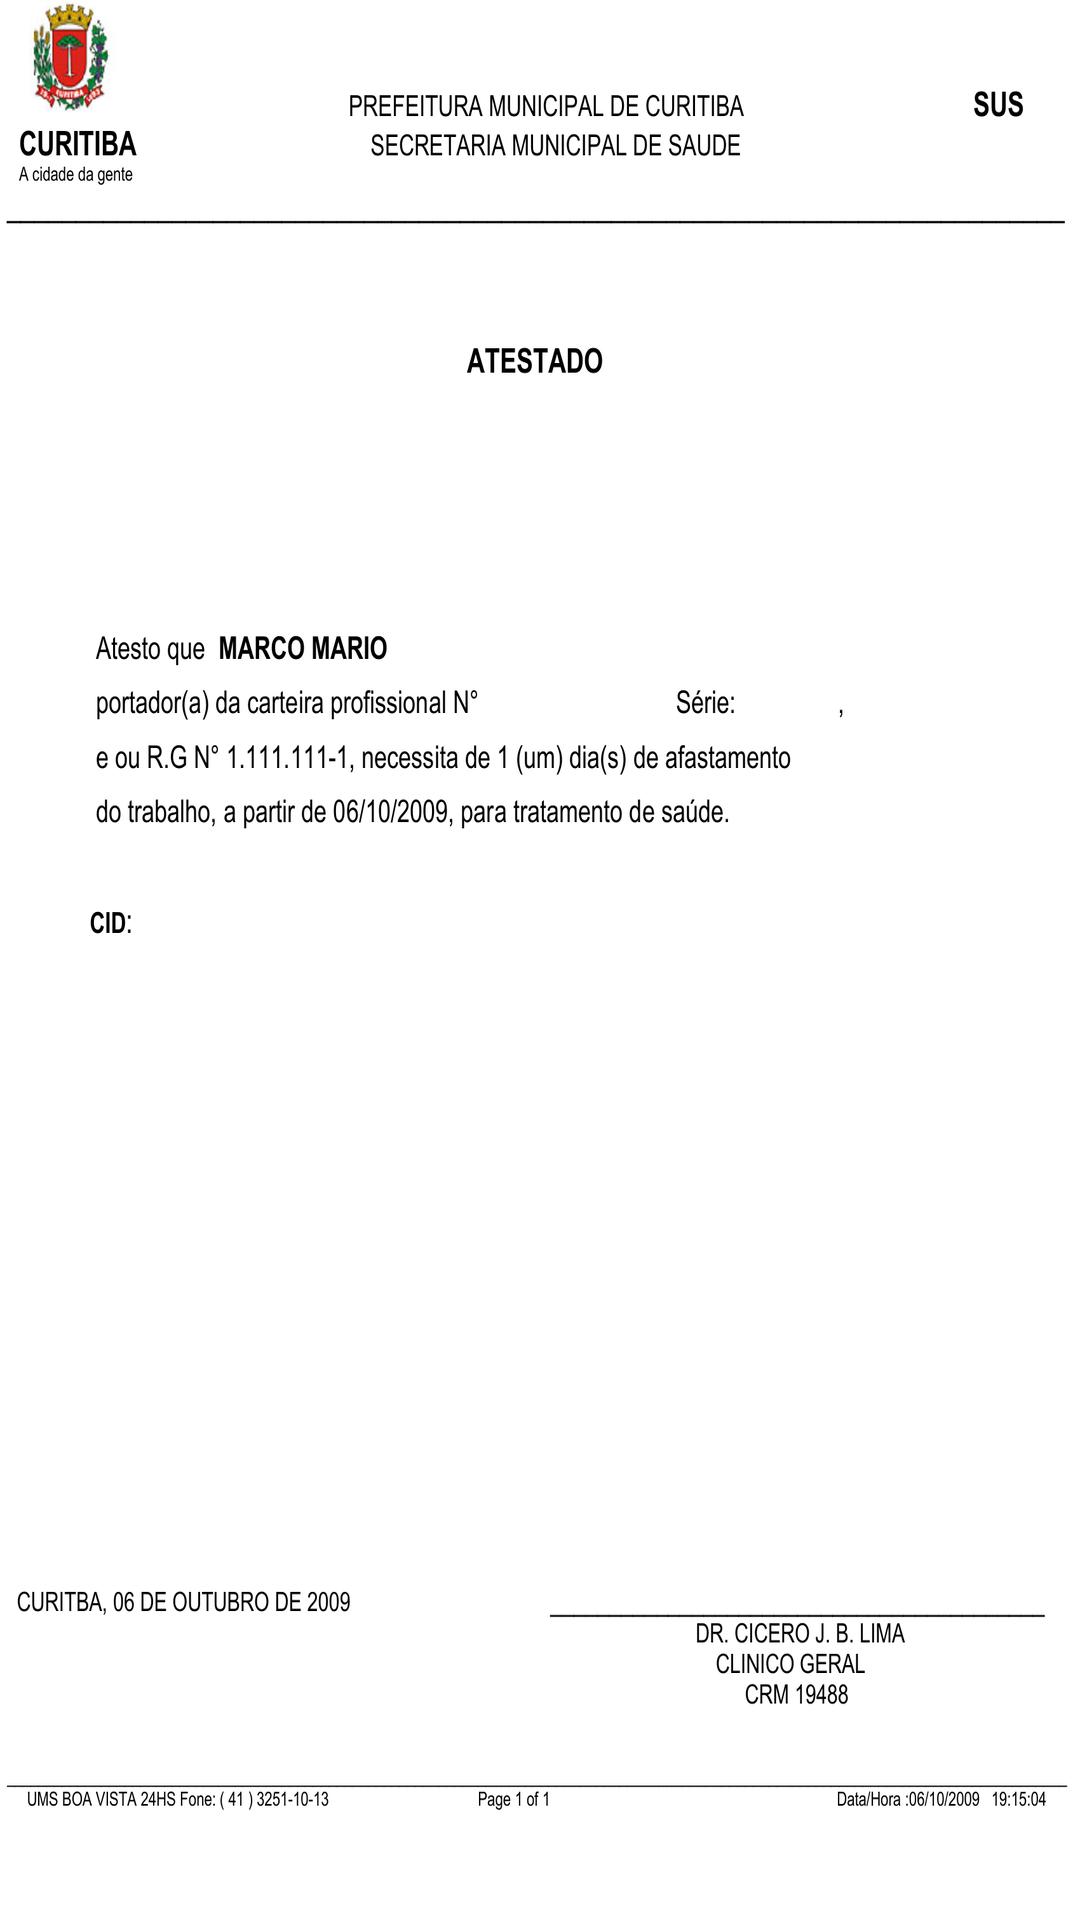 CURITIBA
A cidade da gente
PREFEITURA MUNICIPAL DE CURITIBA
SECRETARIA MUNICIPAL DE SAUDE
SUS
ATESTADO
Atesto que MARCO MARIO
portador(a) da carteira profissional N° Série: ,
e ou R.G N° 1.111.111-1, necessita de 1 (um) dia(s) de afastamento
do trabalho, a partir de 06/10/2009, para tratamento de saúde.
CID:
CURITBA, 06 DE OUTUBRO DE 2009
DR. CICERO J. B. LIMA
CLINICO GERAL
CRM 19488
UMS BOA VISTA 24HS Fone: ( 41 ) 3251-10-13 Page 1 of 1 Data/Hora :06/10/2009 19:15:04